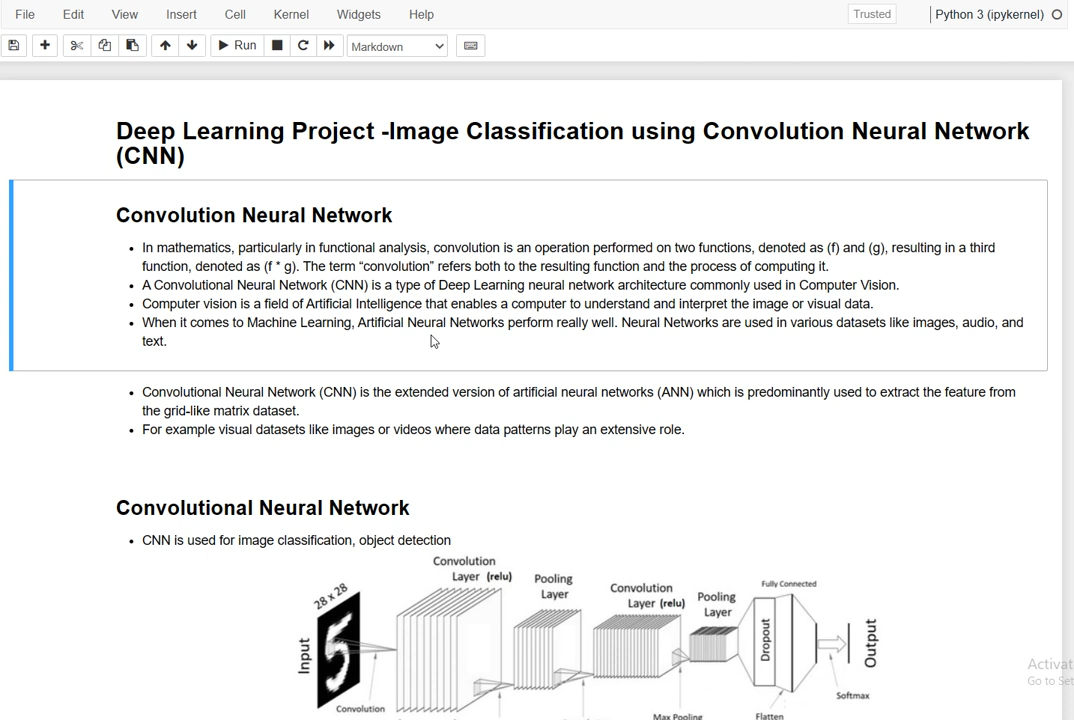 File Edit View Insert Cell Kernel Widgets Help Trusted Python 3 (ipykernel)
Run Markdown
Deep Learning Project -Image Classification using Convolution Neural Network
(CNN)
Convolution Neural Network
• In mathematics, particularly in functional analysis, convolution is an operation performed on two functions, denoted as (f) and (g), resulting in a third
function, denoted as (f * g). The term “convolution” refers both to the resulting function and the process of computing it.
• A Convolutional Neural Network (CNN) is a type of Deep Learning neural network architecture commonly used in Computer Vision.
• Computer vision is a field of Artificial Intelligence that enables a computer to understand and interpret the image or visual data.
• When it comes to Machine Learning, Artificial Neural Networks perform really well. Neural Networks are used in various datasets like images, audio, and
text.
• Convolutional Neural Network (CNN) is the extended version of artificial neural networks (ANN) which is predominantly used to extract the feature from
the grid-like matrix dataset.
• For example visual datasets like images or videos where data patterns play an extensive role.
Convolutional Neural Network
• CNN is used for image classification, object detection
Convolution
Layer (relu)
Pooling
Layer
Convolution
Layer (relu)
Pooling
Layer
Fully Connected
28 x 28
5
Input
Dropout
Output
Convolution
Max Pooling
Flatten
Softmax
Activat
Go to Set